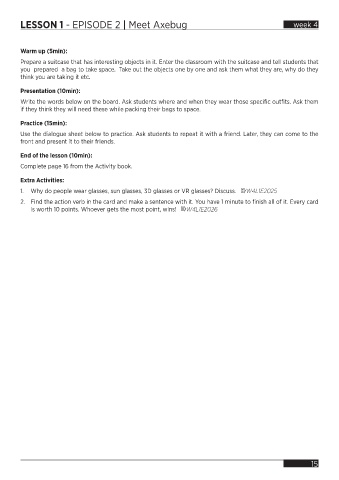 LESSON 1 - EPISODE 2 | Meet Axebug
week 4
Warm up (5min):
Prepare a suitcase that has interesting objects in it. Enter the classroom with the suitcase and tell students that
you prepared a bag to take space. Take out the objects one by one and ask them what they are, why do they
think you are taking it etc.
Presentation (10min):
Write the words below on the board. Ask students where and when they wear those specific outfits. Ask them
if they think they will need these while packing their bags to space.
Practice (15min):
Use the dialogue sheet below to practice. Ask students to repeat it with a friend. Later, they can come to the
front and present it to their friends.
End of the lesson (10min):
Complete page 16 from the Activity book.
Extra Activities:
1. Why do people wear glasses, sun glasses, 3D glasses or VR glasses? Discuss. W4L1E2025
2. Find the action verb in the card and make a sentence with it. You have 1 minute to finish all of it. Every card
is worth 10 points. Whoever gets the most point, wins! W4L1E2026
15